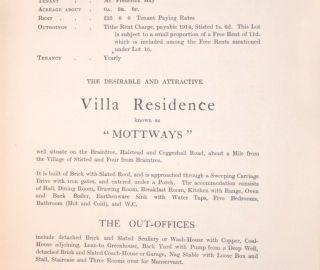 TENANT . Mr. Frederick May
ACREAGE ABOUT . 0a. 8a. 0r.
RENT . £25 0 0 Tenant Paying Rates
OUTGOINGS . Tithe Rent Charge, payable 1914, Stisted 1s. 6d. This Lot
is subject to a small proportion of a Free Rent of 11d.
which is included among the Free Rents mentioned
under Lot 10.
TENANCY . Yearly
THE DESIRABLE AND ATTRACTIVE
Villa Residence
known as
" MOTTWAYS "
well situate on the Braintree, Halstead and Coggeshall Road, about a Mile from
the Village of Stisted and Four from Braintree.
It is built of Brick with Slated Roof, and is approached through a Sweeping Carriage
Drive with iron gates, and entered under a Porch. The accommodation consists
of Hall, Dining Room, Drawing Room, Breakfast Room, Kitchen with Range, Oven
and Back Boiler, Earthenware Sink with Water Taps, Five Bedrooms,
Bathroom (Hot and Cold), and W.C.
THE OUT-OFFICES
include detached Brick and Slated Scullery or Wash-House with Copper, Coal-
House adjoining, Lean-to Greenhouse, Back Yard with Pump from a Deep Well,
Detached Brick and Slated Coach-House or Garage, Nag Stable with Loose Box
and Stall, Staircase and Three Rooms over for Manservant.